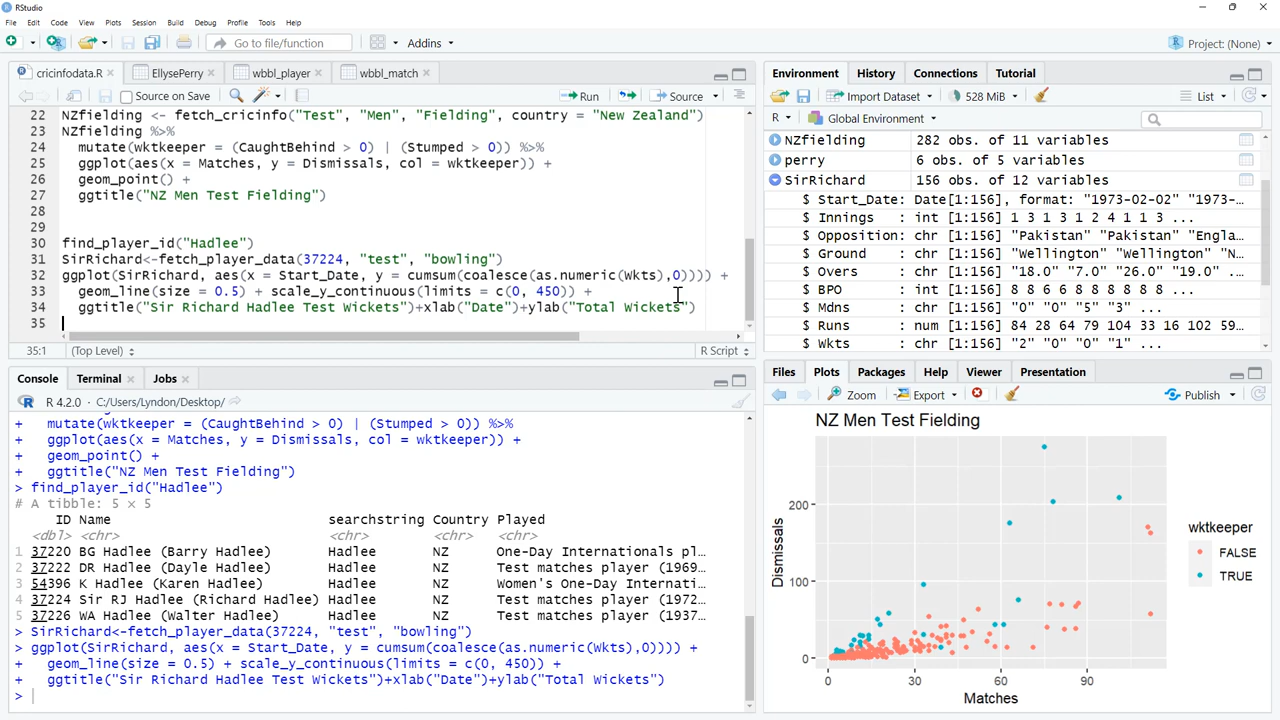 RStudio
File Edit Code View Plots Session Build Debug Profile Tools Help
Go to file/function Addins Project: (None)
cricinfodata.R EllysePerry wbbl_player wbbl_match
Source on Save Run Source
22 NZfielding <- fetch_cricinfo("Test", "Men", "Fielding", country = "New Zealand")
23 NZfielding %>%
24 mutate(wktkeeper = (CaughtBehind > 0) | (Stumped > 0)) %>%
25 ggplot(aes(x = Matches, y = Dismissals, col = wktkeeper)) +
26 geom_point() +
27 ggtitle("NZ Men Test Fielding")
28
29
30 find_player_id("Hadlee")
31 SirRichard<-fetch_player_data(37224, "test", "bowling")
32 ggplot(SirRichard, aes(x = Start_Date, y = cumsum(coalesce(as.numeric(Wkts),0)))) +
33 geom_line(size = 0.5) + scale_y_continuous(limits = c(0, 450)) +
34 ggtitle("Sir Richard Hadlee Test Wickets")+xlab("Date")+ylab("Total Wickets")
35
35:1 (Top Level) R Script
Console Terminal Jobs
R 4.2.0 · C:/Users/Lyndon/Desktop/
+ mutate(wktkeeper = (CaughtBehind > 0) | (Stumped > 0)) %>%
+ ggplot(aes(x = Matches, y = Dismissals, col = wktkeeper)) +
+ geom_point() +
+ ggtitle("NZ Men Test Fielding")
> find_player_id("Hadlee")
# A tibble: 5 × 5
ID Name searchstring Country Played
<dbl> <chr> <chr> <chr> <chr>
1 37220 BG Hadlee (Barry Hadlee) Hadlee NZ One-Day Internationals pl…
2 37222 DR Hadlee (Dayle Hadlee) Hadlee NZ Test matches player (1969…
3 54396 K Hadlee (Karen Hadlee) Hadlee NZ Women's One-Day Internati…
4 37224 Sir RJ Hadlee (Richard Hadlee) Hadlee NZ Test matches player (1972…
5 37226 WA Hadlee (Walter Hadlee) Hadlee NZ Test matches player (1937…
> SirRichard<-fetch_player_data(37224, "test", "bowling")
> ggplot(SirRichard, aes(x = Start_Date, y = cumsum(coalesce(as.numeric(Wkts),0)))) +
+ geom_line(size = 0.5) + scale_y_continuous(limits = c(0, 450)) +
+ ggtitle("Sir Richard Hadlee Test Wickets")+xlab("Date")+ylab("Total Wickets")
>
Environment History Connections Tutorial
Import Dataset 528 MiB List
R Global Environment
NZfielding 282 obs. of 11 variables
perry 6 obs. of 5 variables
SirRichard 156 obs. of 12 variables
$ Start_Date: Date[1:156], format: "1973-02-02" "1973-…
$ Innings : int [1:156] 1 3 1 3 1 2 4 1 1 3 ...
$ Opposition: chr [1:156] "Pakistan" "Pakistan" "Engla…
$ Ground : chr [1:156] "Wellington" "Wellington" "N…
$ Overs : chr [1:156] "18.0" "7.0" "26.0" "19.0" ...
$ BPO : int [1:156] 8 8 6 6 8 8 8 8 8 8 ...
$ Mdns : chr [1:156] "0" "0" "5" "3" ...
$ Runs : num [1:156] 84 28 64 79 104 33 16 102 59…
$ Wkts : chr [1:156] "2" "0" "0" "1" ...
Files Plots Packages Help Viewer Presentation
Zoom Export Publish
NZ Men Test Fielding
Dismissals
200
100
0
0 30 60 90
Matches
wktkeeper
FALSE
TRUE